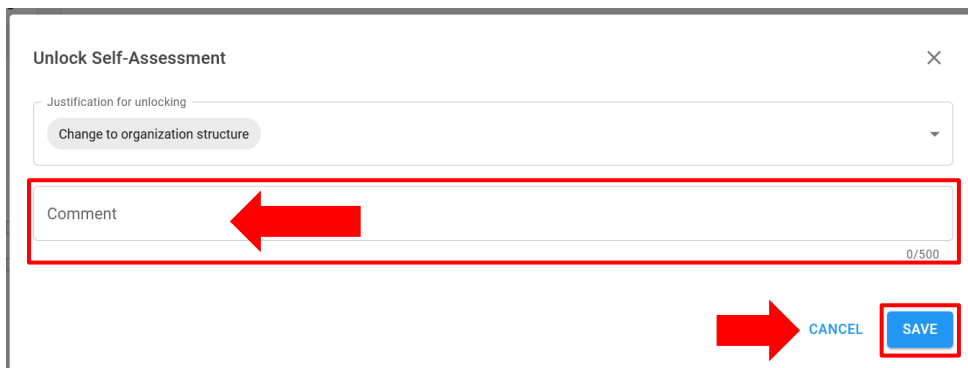 Unlock Self-Assessment
Justification for unlocking
Change to organization structure
Comment
0/500
CANCEL SAVE